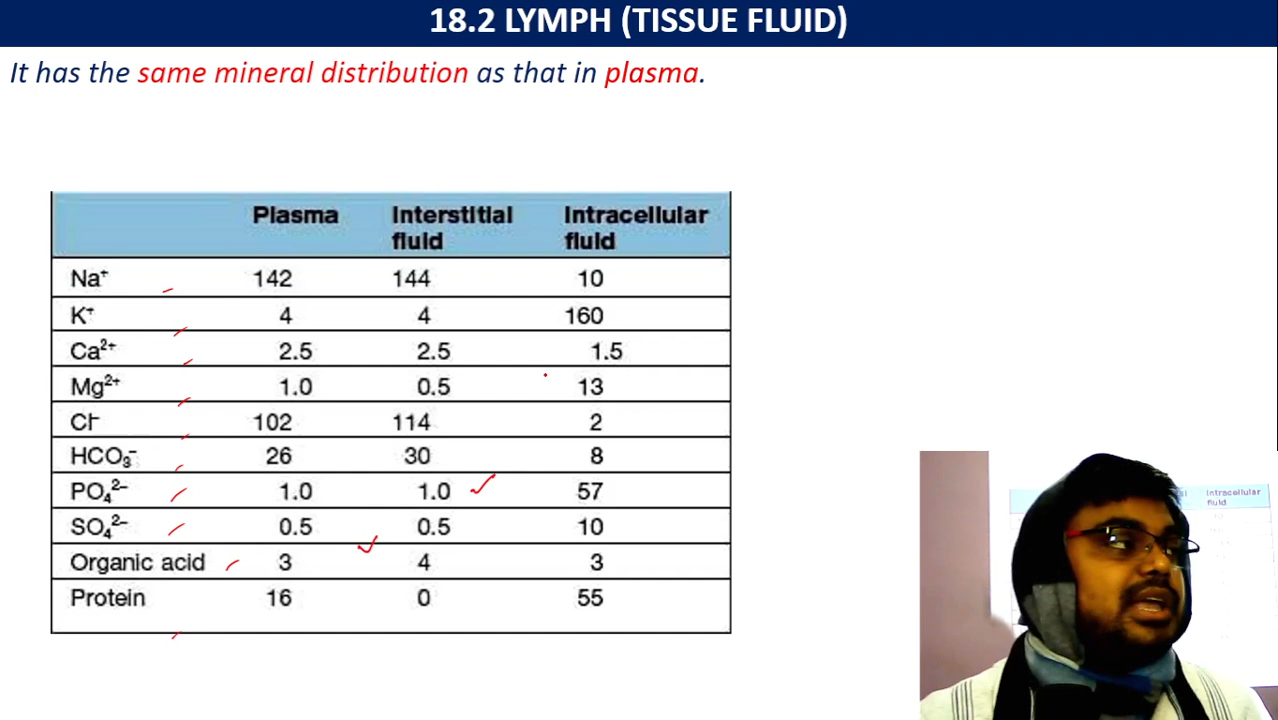 18.2 LYMPH (TISSUE FLUID)
It has the same mineral distribution as that in plasma.
Plasma Interstitial fluid Intracellular fluid
Na⁺ 142 144 10
K⁺ 4 4 160
Ca²⁺ 2.5 2.5 1.5
Mg²⁺ 1.0 0.5 13
Cl⁻ 102 114 2
HCO₃⁻ 26 30 8
PO₄²⁻ 1.0 1.0 57
SO₄²⁻ 0.5 0.5 10
Organic acid 3 4 3
Protein 16 0 55
Intracellular
fluid